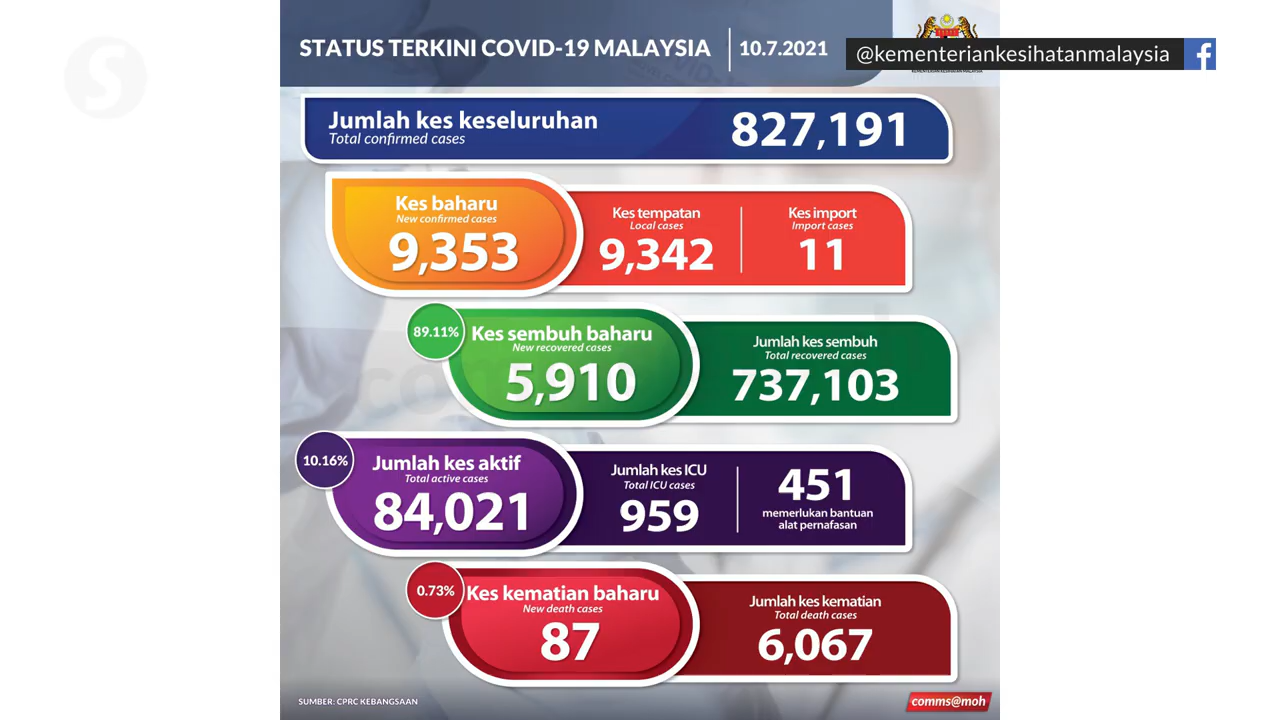 STATUS TERKINI COVID-19 MALAYSIA
10.7.2021
@kementeriankesihatanmalaysia
Jumlah kes keseluruhan
Total confirmed cases
827,191
Kes baharu
New confirmed cases
9,353
Kes tempatan
Local cases
9,342
Kes import
Import cases
11
89.11%
Kes sembuh baharu
New recovered cases
5,910
Jumlah kes sembuh
Total recovered cases
737,103
10.16%
Jumlah kes aktif
Total active cases
84,021
Jumlah kes ICU
Total ICU cases
959
451
memerlukan bantuan
alat pernafasan
0.73%
Kes kematian baharu
New death cases
87
Jumlah kes kematian
Total death cases
6,067
SUMBER: CPRC KEBANGSAAN
comms@moh